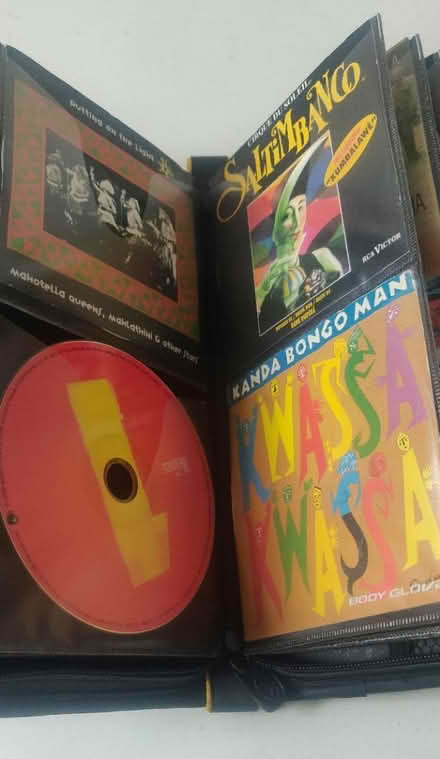 Putting on the Light
Mahotella Queens, Mahlathini & other Stars
CIRQUE DU SOLEIL
SALTIMBANCO
"KUMBALAWÉ"
RCA VICTOR
KANDA BONGO MAN
KWASSA
KWASSA
BODY GLOVE